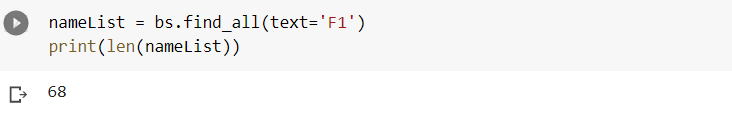 nameList = bs.find_all(text='F1')
print(len(nameList))
68